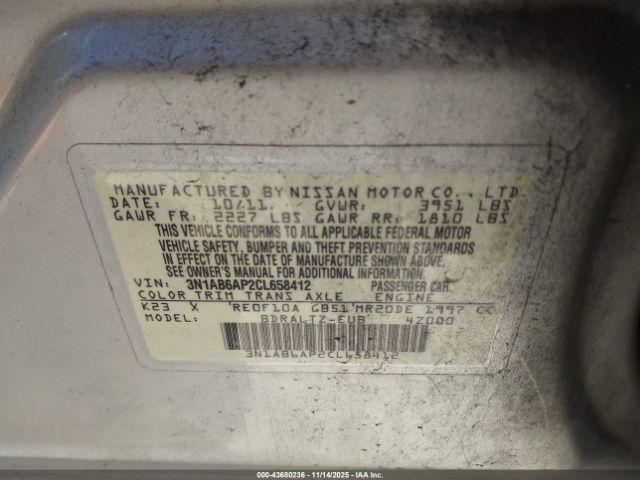 MANUFACTURED BY NISSAN MOTOR CO., LTD.
DATE: 10/11. GVWR: 3951 LBS
GAWR FR: 2227 LBS GAWR RR: 1810 LBS
THIS VEHICLE CONFORMS TO ALL APPLICABLE FEDERAL MOTOR
VEHICLE SAFETY, BUMPER AND THEFT PREVENTION STANDARDS
IN EFFECT ON THE DATE OF MANUFACTURE SHOWN ABOVE.
SEE OWNER'S MANUAL FOR ADDITIONAL INFORMATION.
VIN: 3N1AB6AP2CL658412 PASSENGER CAR.
COLOR TRIM TRANS AXLE ENGINE
K23 X RE0F10A GB51 MR20DE 1997 CC
MODEL: BDRALTZ-EUB 4Z000
3N1AB6AP2CL658412
000-43680236 - 11/14/2025 - IAA Inc.